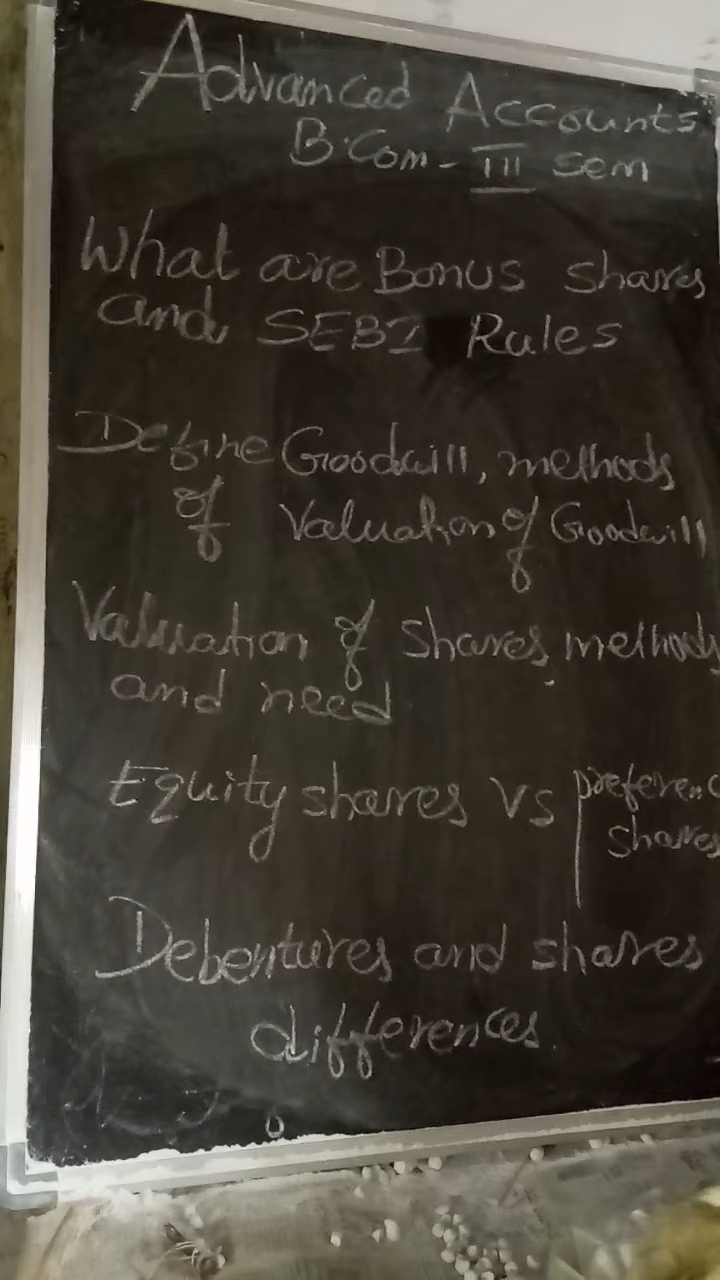 Advanced Accounts
B.Com - III sem
What are Bonus shares
and SEBI Rules
Define Goodwill, methods
of Valuation of Goodwill
Valuation of shares, methods
and need
Equity shares vs preferenc
shares
Debentures and shares
differences